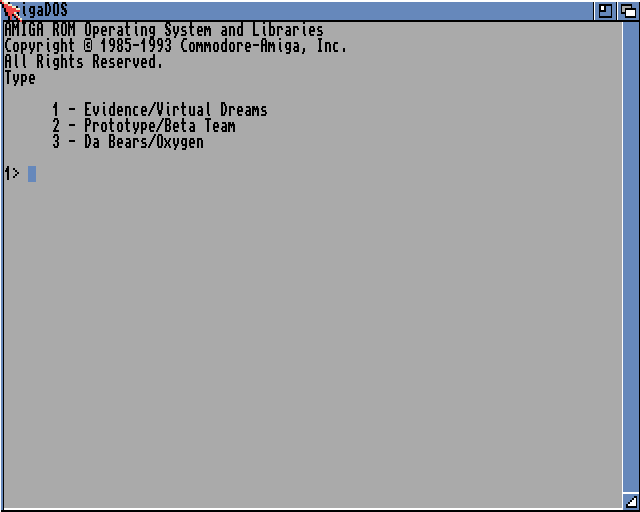 AmigaDOS
AMIGA ROM Operating System and Libraries
Copyright © 1985-1993 Commodore-Amiga, Inc.
All Rights Reserved.
Type
1 - Evidence/Virtual Dreams
2 - Prototype/Beta Team
3 - Da Bears/Oxygen
1>